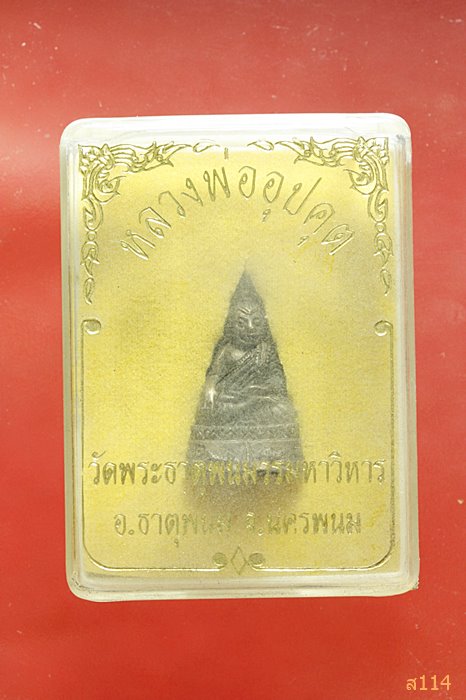 หลวงพ่ออุปคุต
วัดพระธาตุพนมวรมหาวิหาร
อ.ธาตุพนม จ.นครพนม
ส114